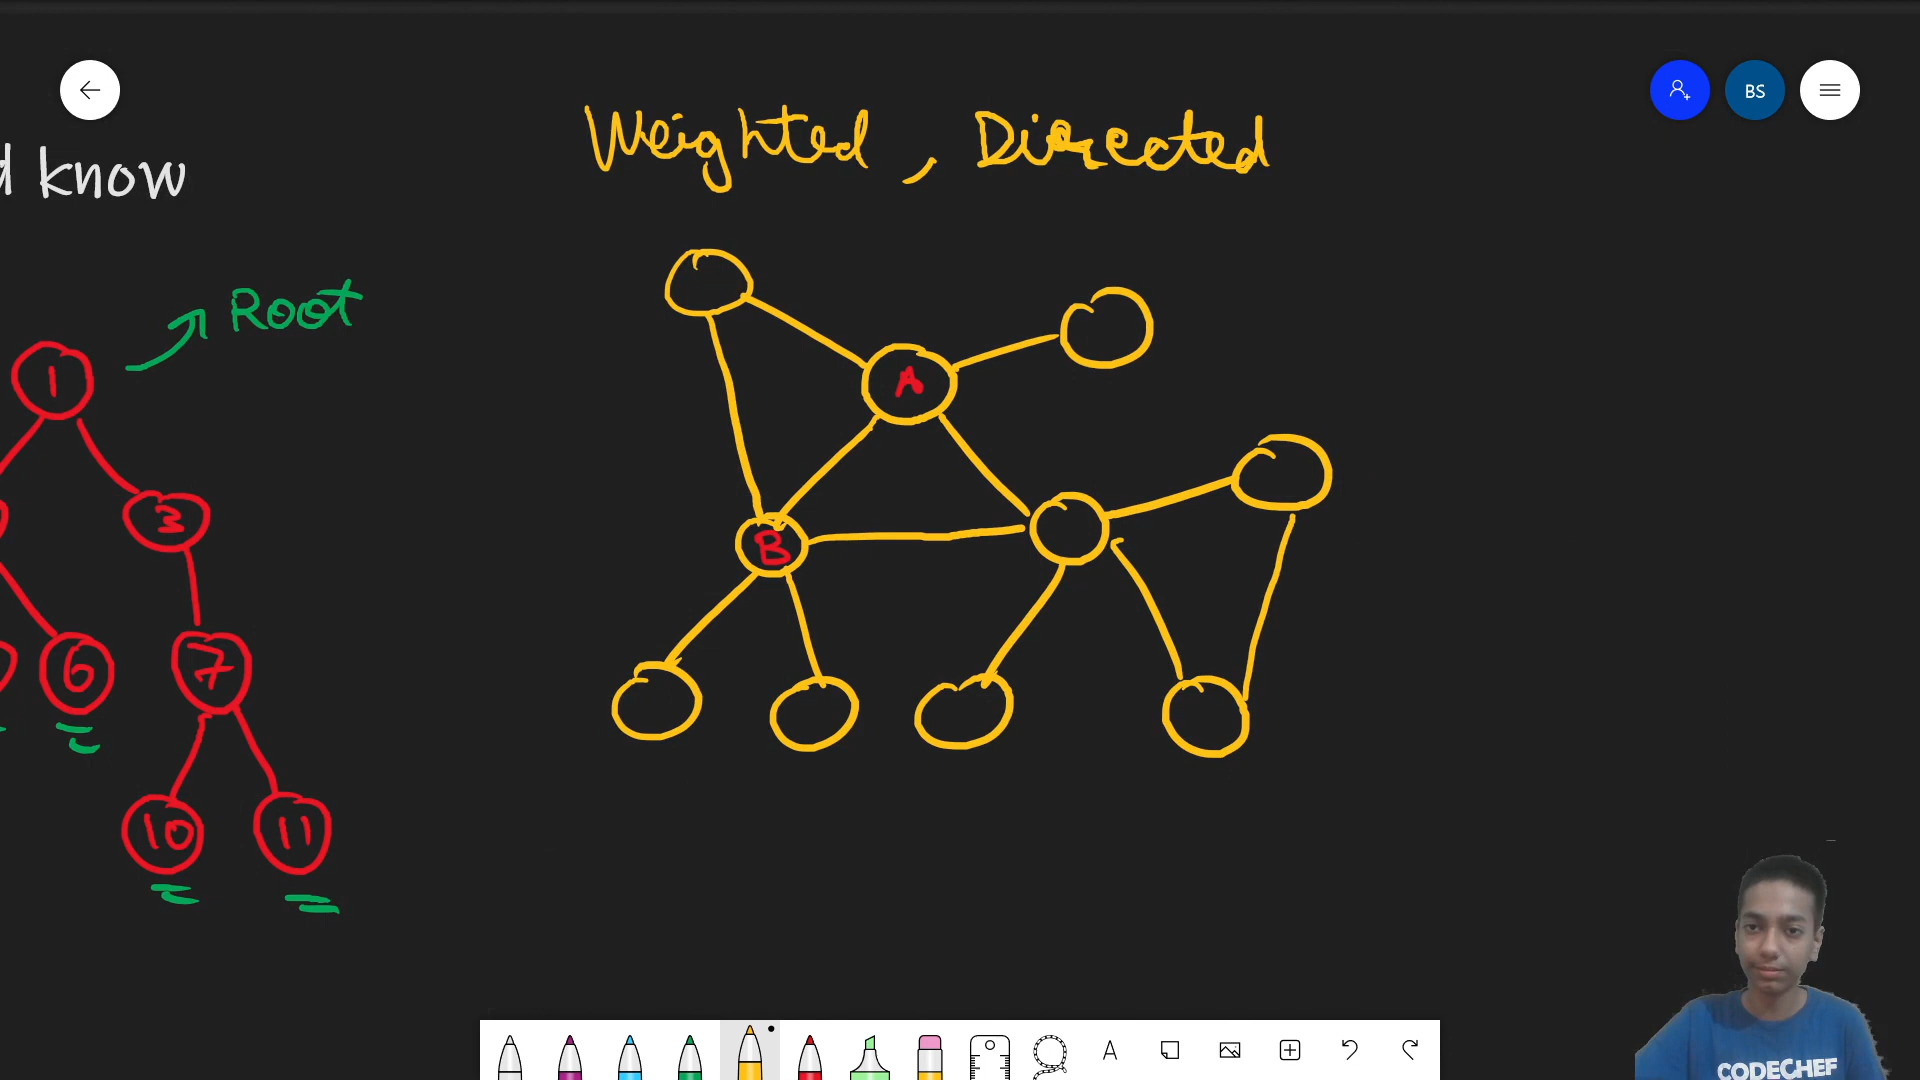 Weighted, Directed
BS
know
Root
1
A
3
B
6
7
10
11
A
CODECHEF